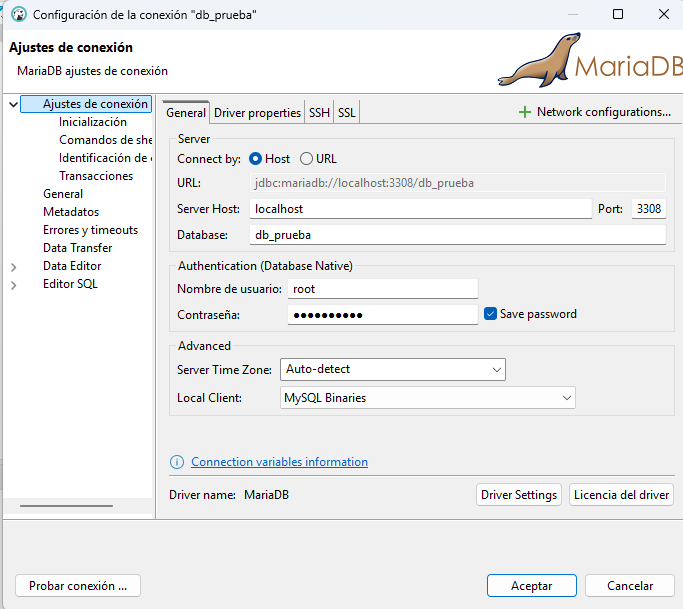 Configuración de la conexión "db_prueba"
Ajustes de conexión
MariaDB ajustes de conexión
MariaDB
Ajustes de conexión
Inicialización
Comandos de she
Identificación de
Transacciones
General
Metadatos
Errores y timeouts
Data Transfer
Data Editor
Editor SQL
General Driver properties SSH SSL
Network configurations...
Server
Connect by: Host URL
URL: jdbc:mariadb://localhost:3308/db_prueba
Server Host: localhost Port: 3308
Database: db_prueba
Authentication (Database Native)
Nombre de usuario: root
Contraseña: ●●●●●●●●●● Save password
Advanced
Server Time Zone: Auto-detect
Local Client: MySQL Binaries
Connection variables information
Driver name: MariaDB Driver Settings Licencia del driver
Probar conexión ... Aceptar Cancelar